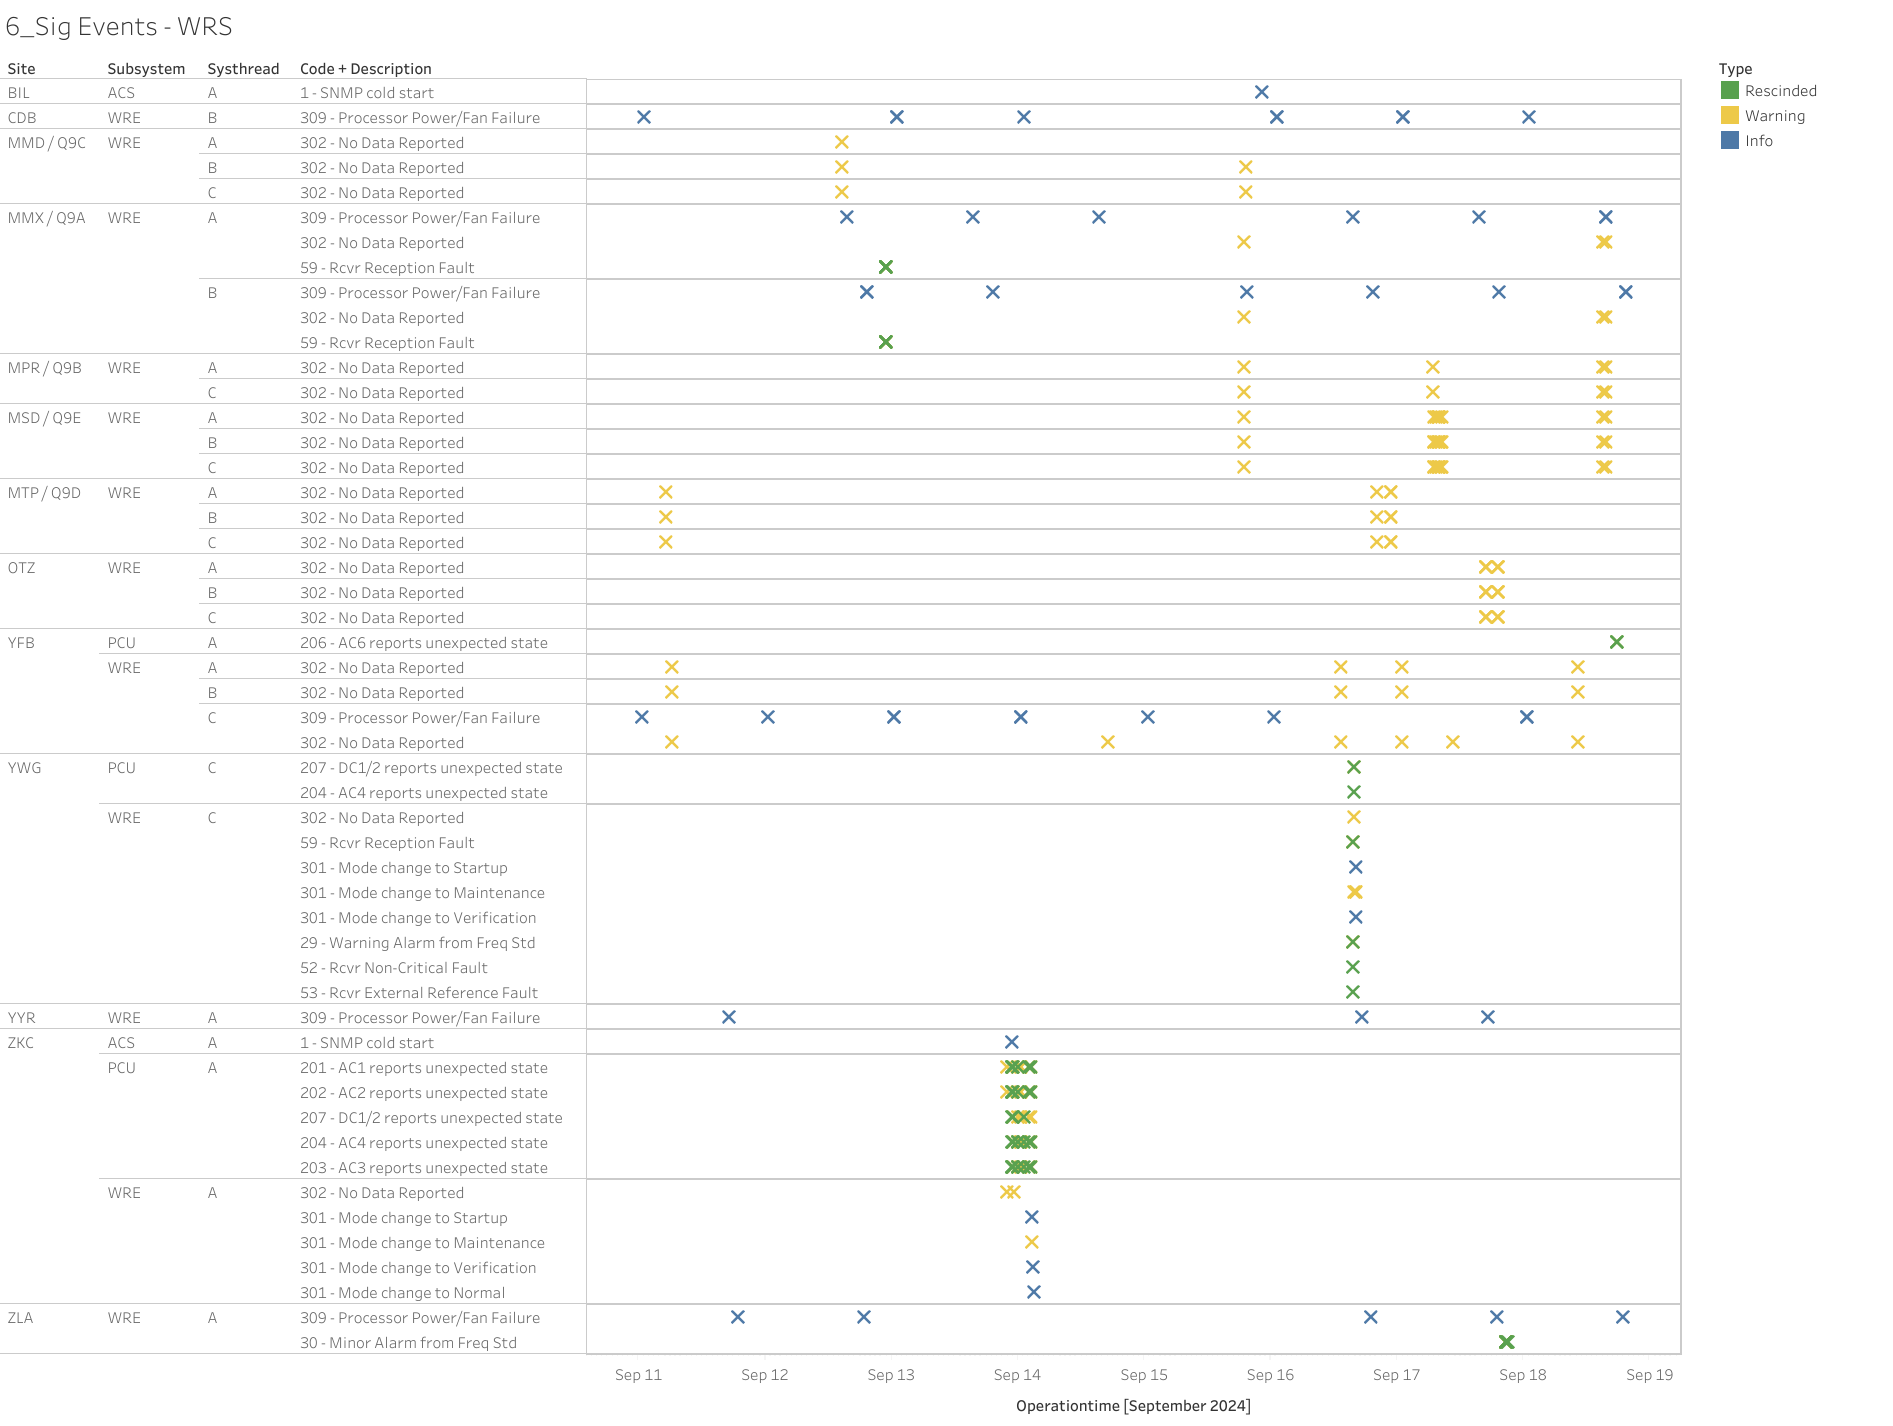 6_Sig Events - WRS
Site Subsystem Systhread Code + Description
Type
BIL ACS A 1 - SNMP cold start
Rescinded
CDB WRE B 309 - Processor Power/Fan Failure
Warning
MMD / Q9C WRE A 302 - No Data Reported
Info
B 302 - No Data Reported
C 302 - No Data Reported
MMX / Q9A WRE A 309 - Processor Power/Fan Failure
302 - No Data Reported
59 - Rcvr Reception Fault
B 309 - Processor Power/Fan Failure
302 - No Data Reported
59 - Rcvr Reception Fault
MPR / Q9B WRE A 302 - No Data Reported
C 302 - No Data Reported
MSD / Q9E WRE A 302 - No Data Reported
B 302 - No Data Reported
C 302 - No Data Reported
MTP / Q9D WRE A 302 - No Data Reported
B 302 - No Data Reported
C 302 - No Data Reported
OTZ WRE A 302 - No Data Reported
B 302 - No Data Reported
C 302 - No Data Reported
YFB PCU A 206 - AC6 reports unexpected state
WRE A 302 - No Data Reported
B 302 - No Data Reported
C 309 - Processor Power/Fan Failure
302 - No Data Reported
YWG PCU C 207 - DC1/2 reports unexpected state
204 - AC4 reports unexpected state
WRE C 302 - No Data Reported
59 - Rcvr Reception Fault
301 - Mode change to Startup
301 - Mode change to Maintenance
301 - Mode change to Verification
29 - Warning Alarm from Freq Std
52 - Rcvr Non-Critical Fault
53 - Rcvr External Reference Fault
YYR WRE A 309 - Processor Power/Fan Failure
ZKC ACS A 1 - SNMP cold start
PCU A 201 - AC1 reports unexpected state
202 - AC2 reports unexpected state
207 - DC1/2 reports unexpected state
204 - AC4 reports unexpected state
203 - AC3 reports unexpected state
WRE A 302 - No Data Reported
301 - Mode change to Startup
301 - Mode change to Maintenance
301 - Mode change to Verification
301 - Mode change to Normal
ZLA WRE A 309 - Processor Power/Fan Failure
30 - Minor Alarm from Freq Std
Sep 11 Sep 12 Sep 13 Sep 14 Sep 15 Sep 16 Sep 17 Sep 18 Sep 19
Operationtime [September 2024]